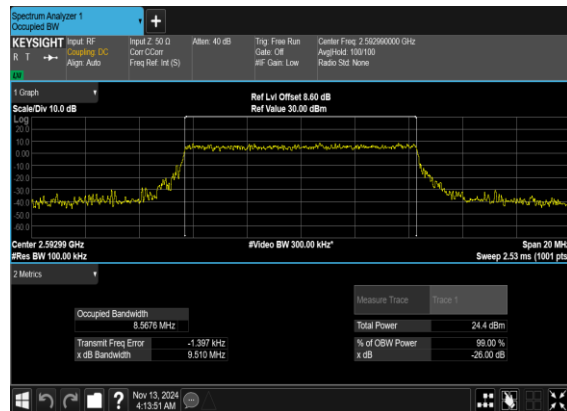 Spectrum Analyzer 1
Occupied BW
+
KEYSIGHT Input: RF Input Z: 50 Ω Atten: 40 dB Trig: Free Run Center Freq: 2.592990000 GHz
R T Coupling: DC Corr CCorr Gate: Off Avg|Hold: 100/100
Align: Auto Freq Ref: Int (S) #IF Gain: Low Radio Std: None
LW
1 Graph
Ref Lvl Offset 8.60 dB
Scale/Div 10.0 dB Ref Value 30.00 dBm
Log
20.0
10.0
0.00
-10.0
-20.0
-30.0
-40.0
-50.0
-60.0
Center 2.59299 GHz #Video BW 300.00 kHz* Span 20 MHz
#Res BW 100.00 kHz Sweep 2.53 ms (1001 pts
2 Metrics
Measure Trace Trace 1
Occupied Bandwidth
8.5676 MHz Total Power 24.4 dBm
Transmit Freq Error -1.397 kHz % of OBW Power 99.00 %
x dB Bandwidth 9.510 MHz x dB -26.00 dB
? Nov 13, 2024
4:13:51 AM